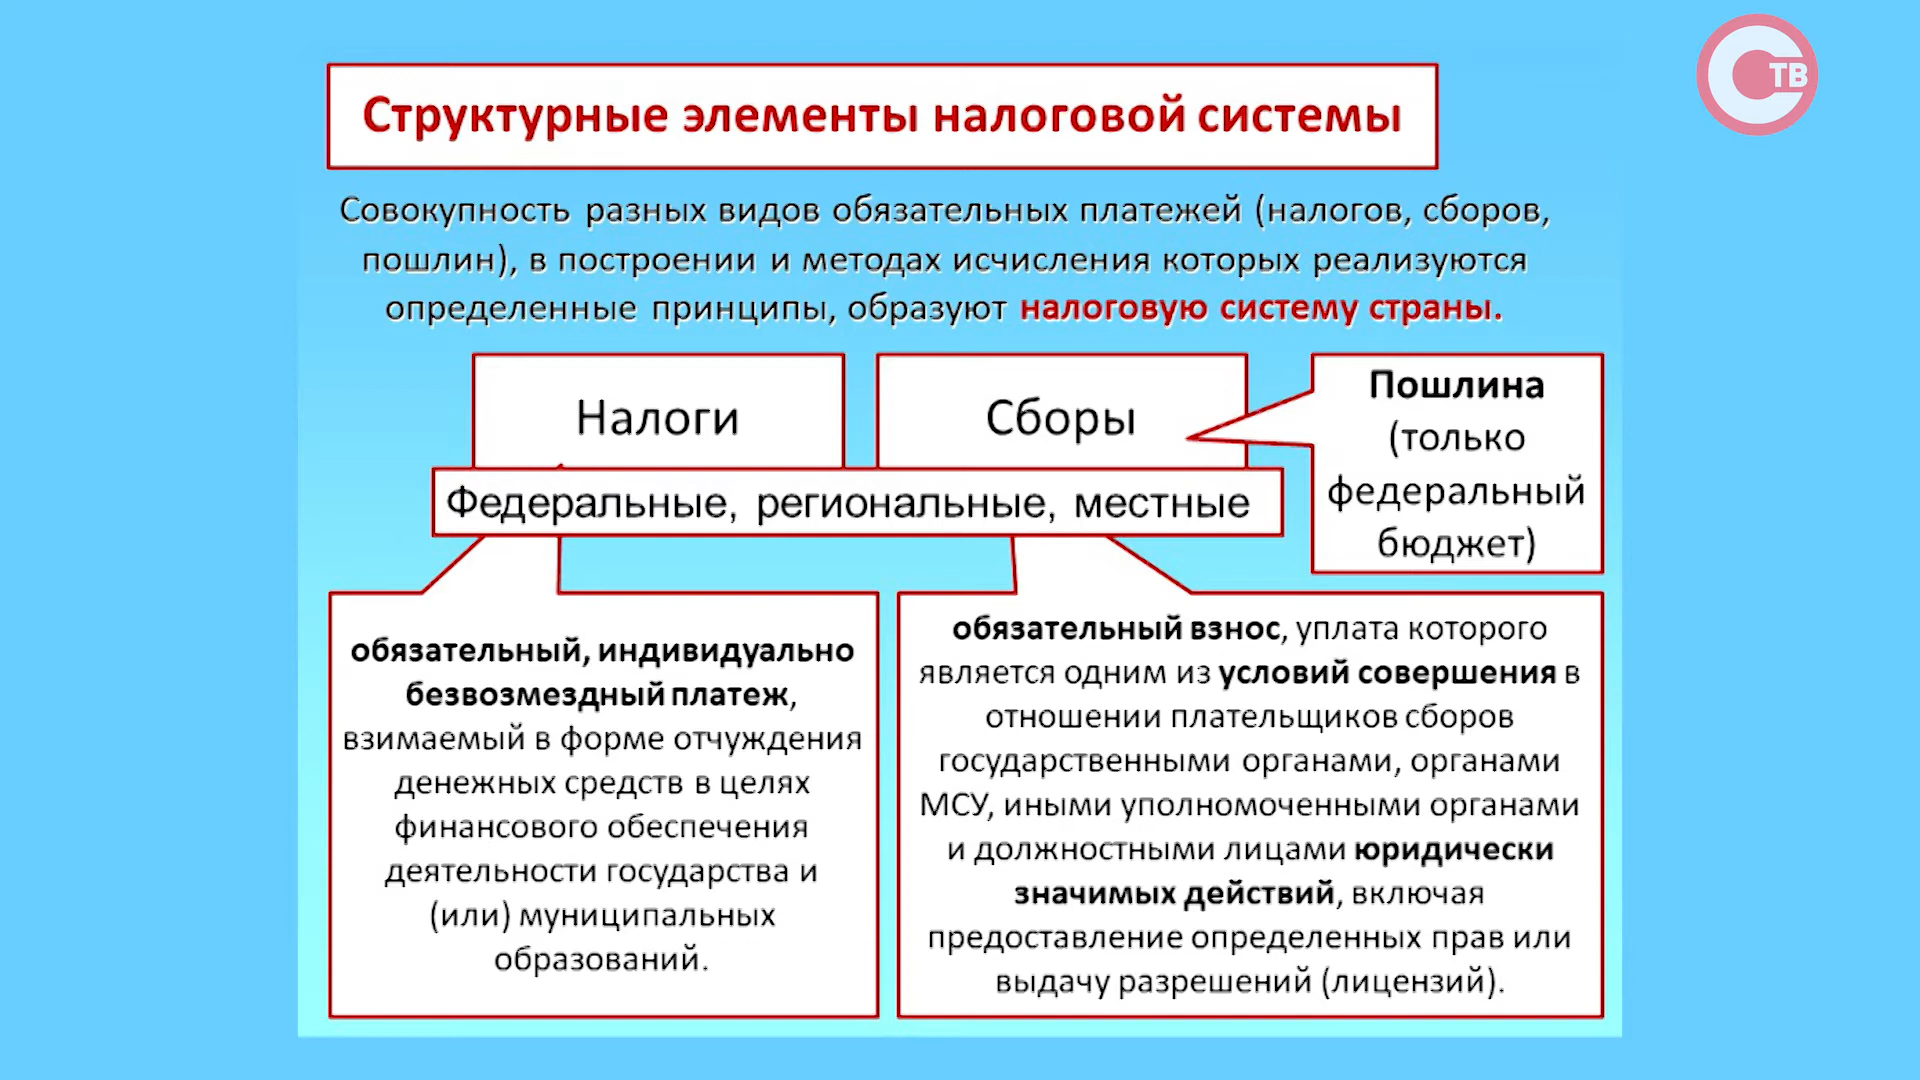 ТВ
Структурные элементы налоговой системы
Совокупность разных видов обязательных платежей (налогов, сборов,
пошлин), в построении и методах исчисления которых реализуются
определенные принципы, образуют налоговую систему страны.
Налоги
Сборы
Пошлина
(только
федеральный
бюджет)
Федеральные, региональные, местные
обязательный, индивидуально
безвозмездный платеж,
взимаемый в форме отчуждения
денежных средств в целях
финансового обеспечения
деятельности государства и
(или) муниципальных
образований.
обязательный взнос, уплата которого
является одним из условий совершения в
отношении плательщиков сборов
государственными органами, органами
МСУ, иными уполномоченными органами
и должностными лицами юридически
значимых действий, включая
предоставление определенных прав или
выдачу разрешений (лицензий).